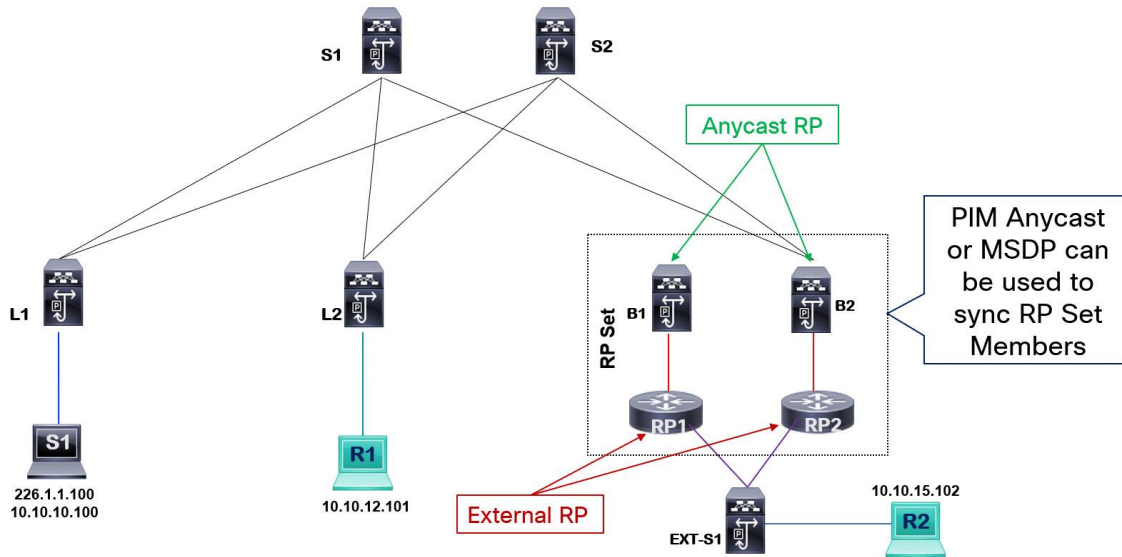 S1
S2
Anycast RP
PIM Anycast
or MSDP can
be used to
sync RP Set
Members
L1
L2
B1
B2
RP Set
RP1
RP2
S1
R1
226.1.1.100
10.10.10.100
10.10.12.101
External RP
10.10.15.102
EXT-S1
R2
P
P
P
P
P
P
P